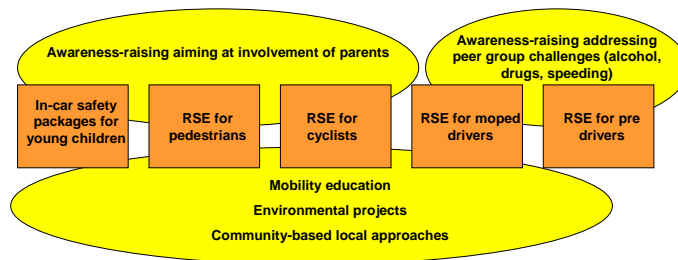 Awareness-raising aiming at involvement of parents
Awareness-raising addressing
peer group challenges (alcohol,
drugs, speeding)
In-car safety
packages for
young children
RSE for
pedestrians
RSE for
cyclists
RSE for moped
drivers
RSE for pre
drivers
Mobility education
Environmental projects
Community-based local approaches